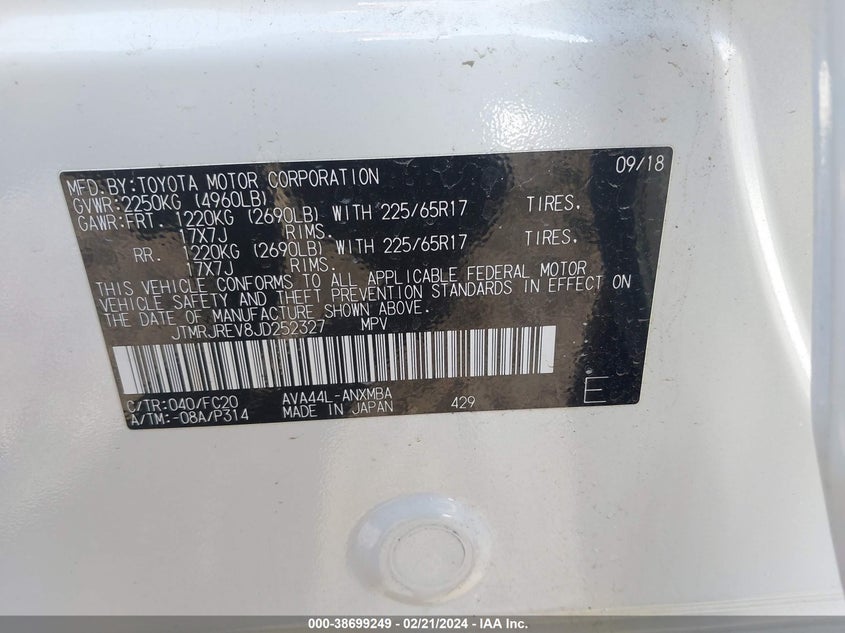 MFD.BY:TOYOTA MOTOR CORPORATION 09/18
GVWR:2250KG (4960LB)
GAWR:FRT. 1220KG (2690LB) WITH 225/65R17 TIRES,
17X7J RIMS.
RR. 1220KG (2690LB) WITH 225/65R17 TIRES,
17X7J RIMS.
THIS VEHICLE CONFORMS TO ALL APPLICABLE FEDERAL MOTOR
VEHICLE SAFETY AND THEFT PREVENTION STANDARDS IN EFFECT ON
THE DATE OF MANUFACTURE SHOWN ABOVE.
JTMRJREV8JD252327 MPV
C/TR:040/FC20 AVA44L-ANXMBA E
A/TM:-08A/P314 MADE IN JAPAN 429
000-38699249 – 02/21/2024 – IAA Inc.